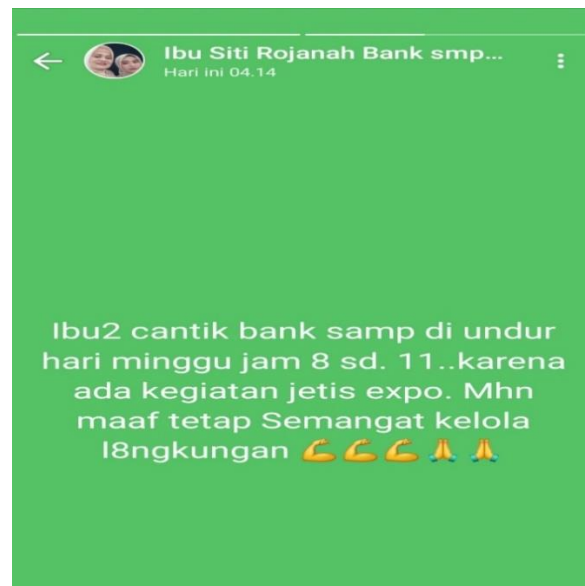 Ibu Siti Rojanah Bank smp...
Hari ini 04.14
Ibu2 cantik bank samp di undur
hari minggu jam 8 sd. 11..karena
ada kegiatan jetis expo. Mhn
maaf tetap Semangat kelola
l8ngkungan 💪💪💪🙏🙏